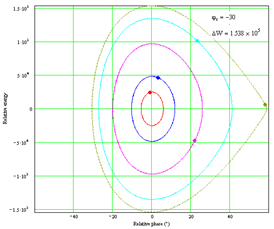 1.5×10⁵
φₛ = −30
ΔW = 1.538 × 10⁵
1×10⁵
5×10⁴
Relative energy
0
−5×10⁴
−1×10⁵
−1.5×10⁵
−40 −20 0 20 40
Relative phase (°)